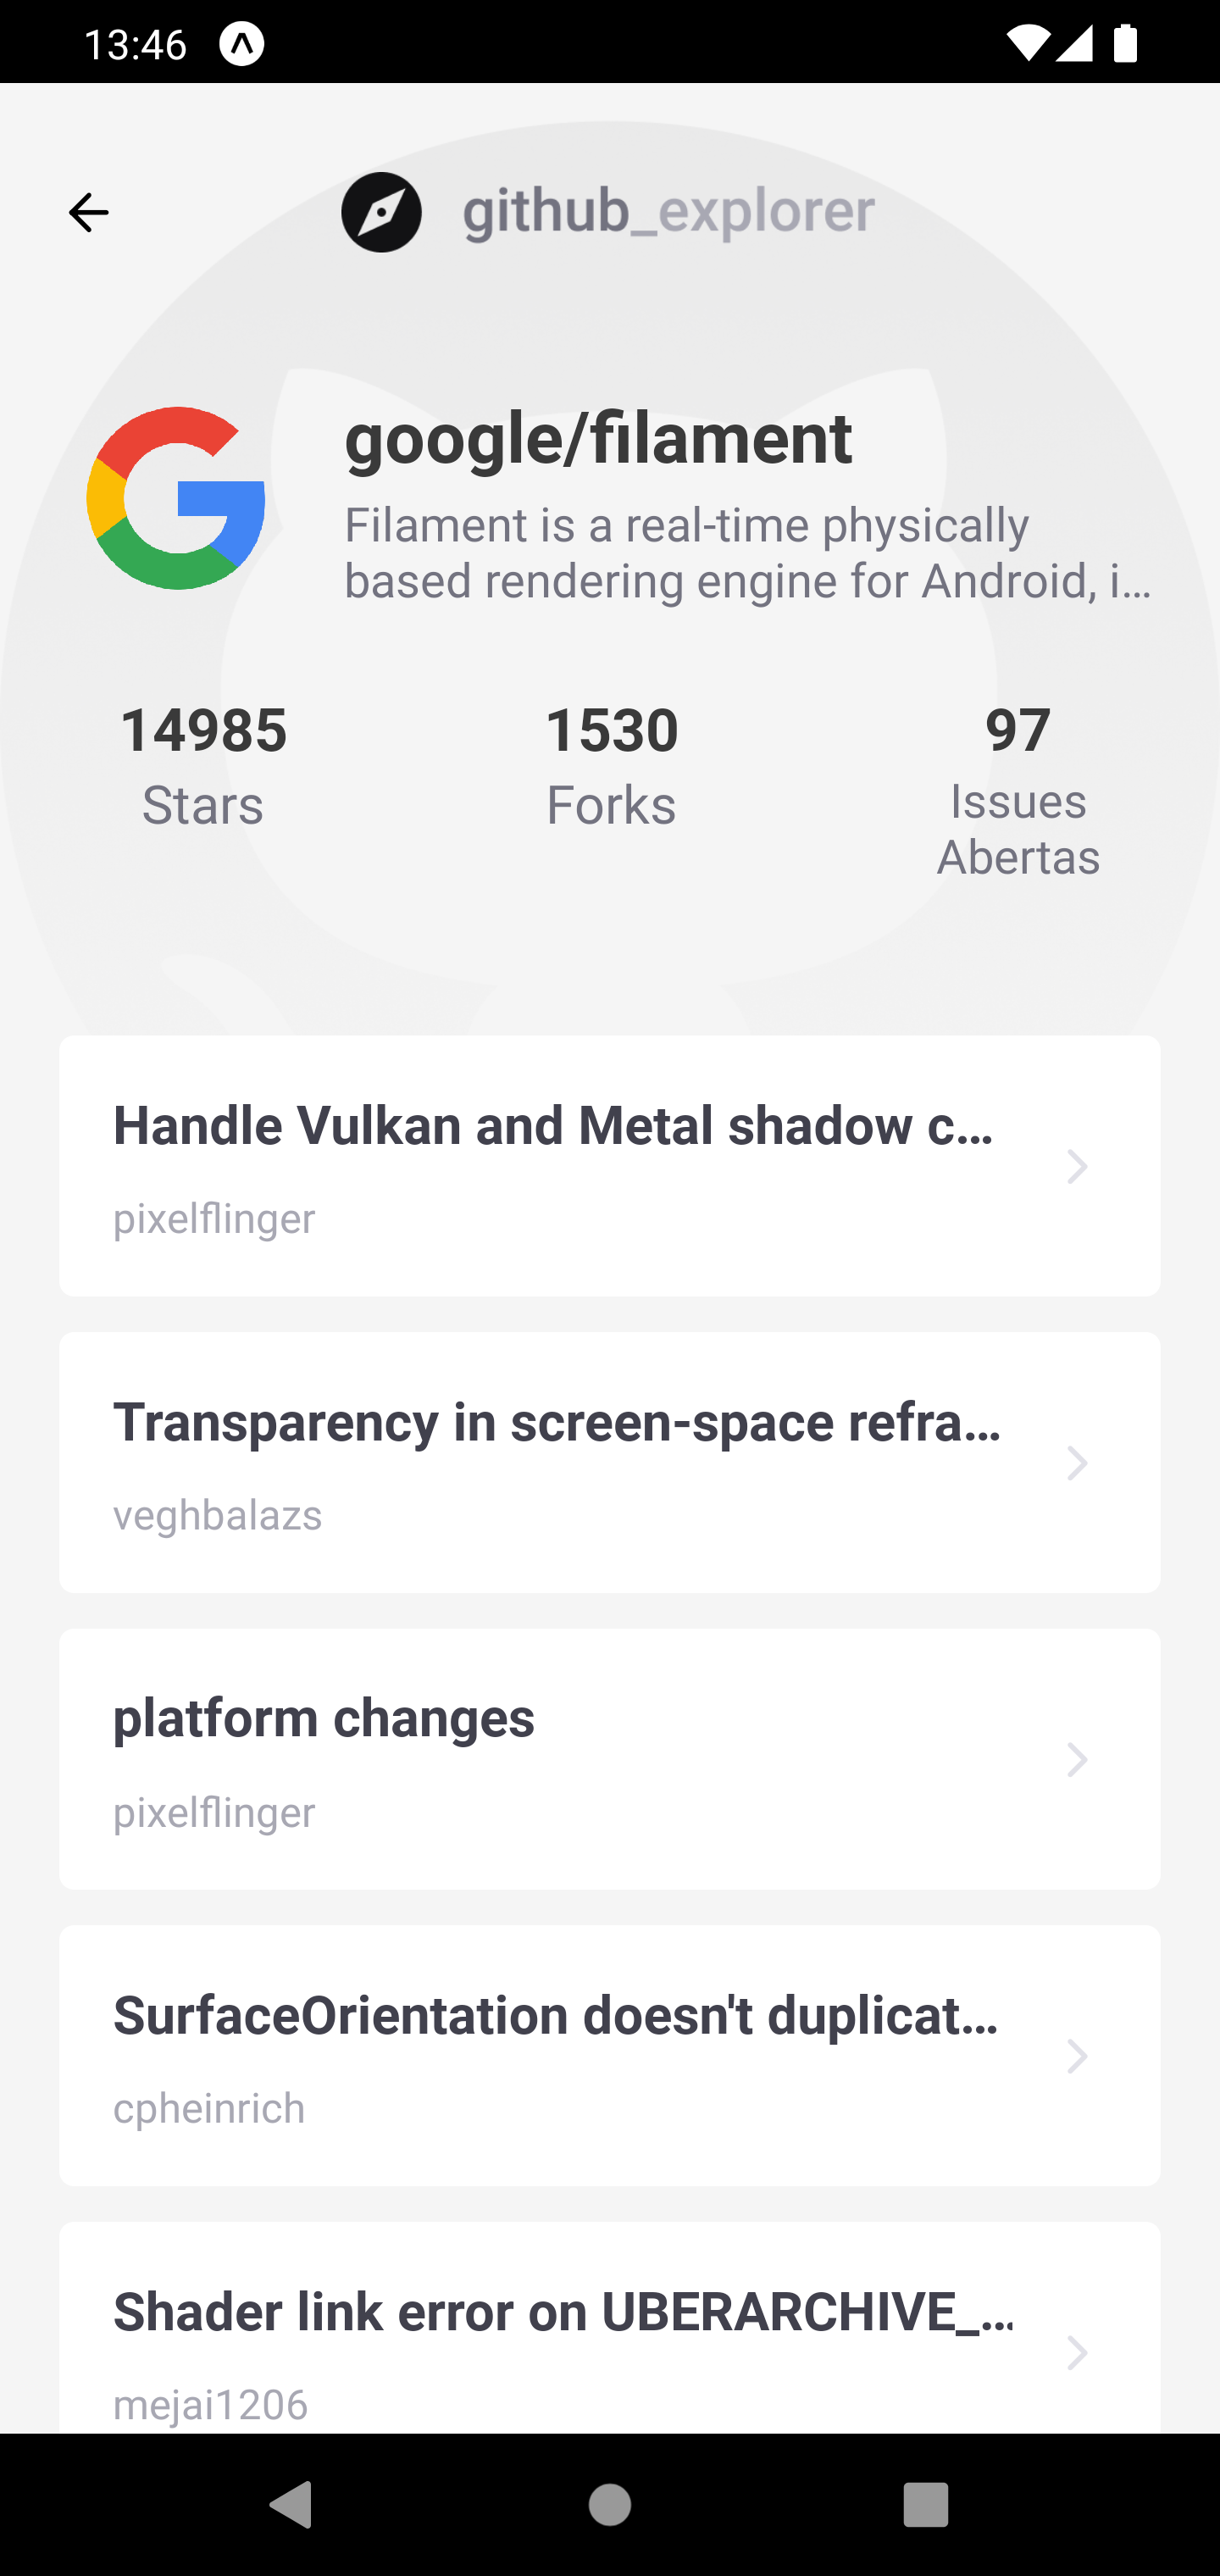 13:46
github_explorer
google/filament
Filament is a real-time physically
based rendering engine for Android, i...
14985
Stars
1530
Forks
97
Issues
Abertas
Handle Vulkan and Metal shadow c...
pixelflinger
Transparency in screen-space refra...
veghbalazs
platform changes
pixelflinger
SurfaceOrientation doesn't duplicat...
cpheinrich
Shader link error on UBERARCHIVE_...
mejai1206